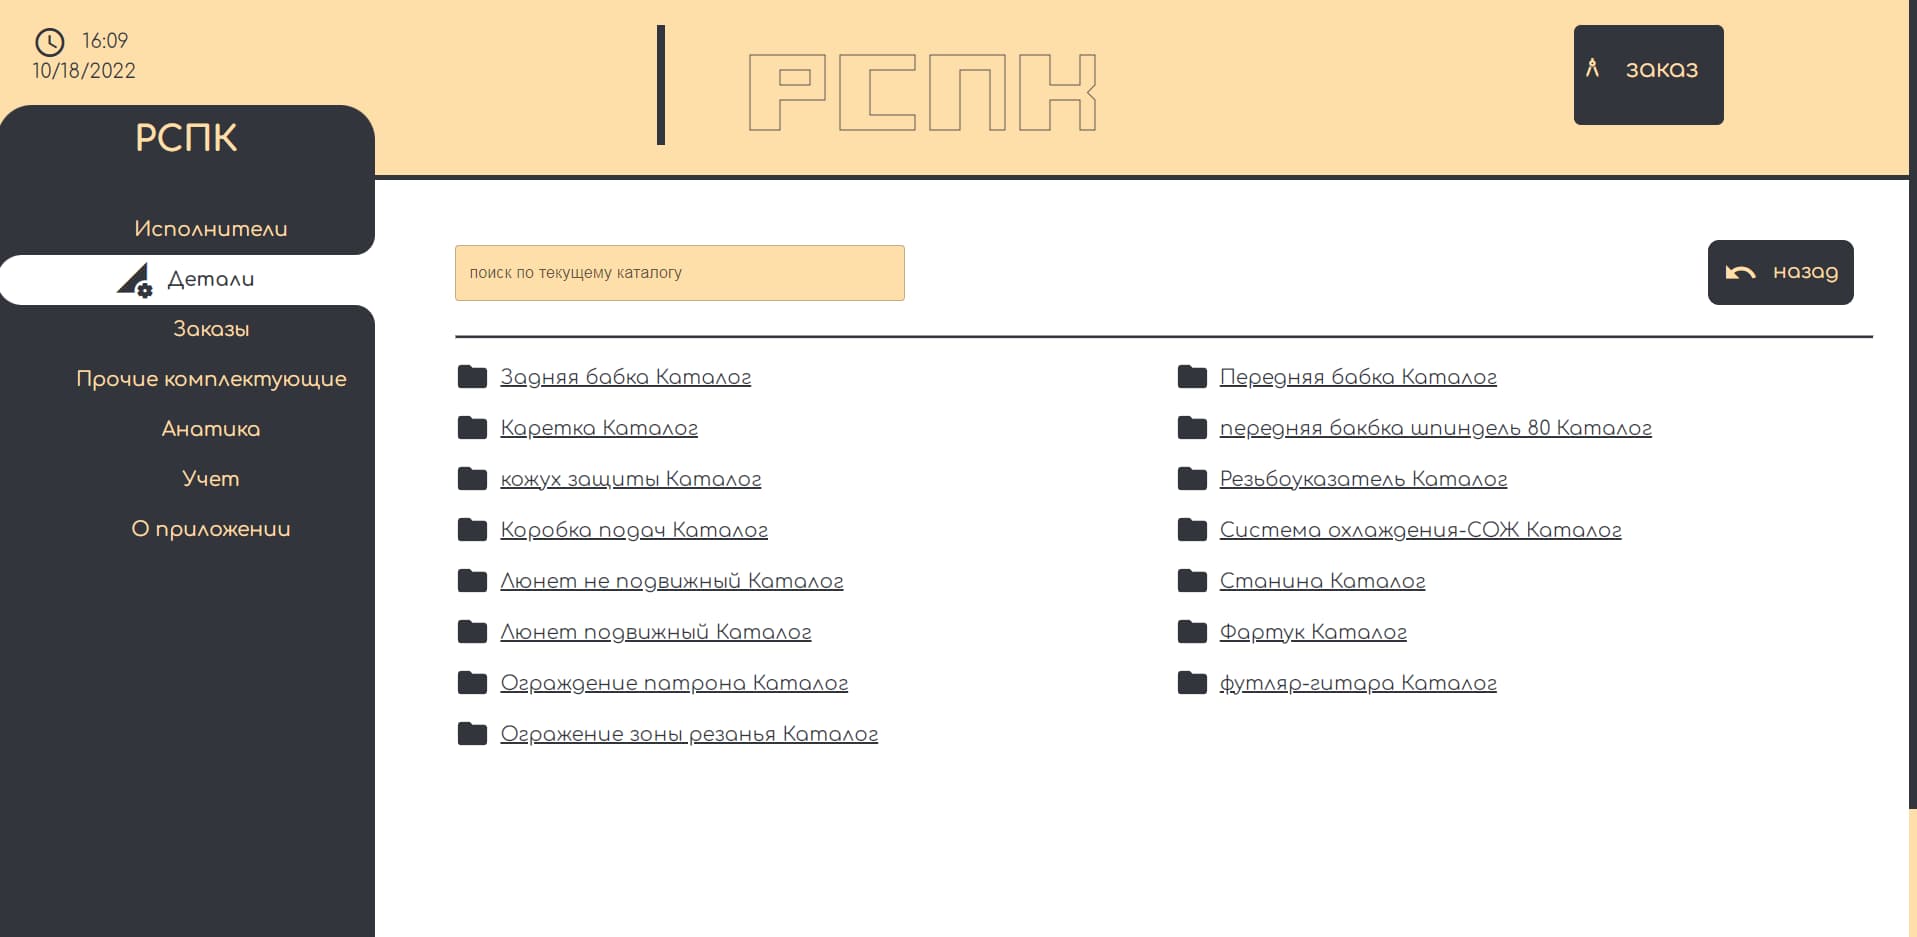 16:09
10/18/2022
РСПК
заказ
РСПК
Исполнители
Детали
Заказы
Прочие комплектующие
Анатика
Учет
О приложении
поиск по текущему каталогу
назад
Задняя бабка Каталог
Каретка Каталог
кожух защиты Каталог
Коробка подач Каталог
Люнет не подвижный Каталог
Люнет подвижный Каталог
Ограждение патрона Каталог
Огражение зоны резанья Каталог
Передняя бабка Каталог
передняя бакбка шпиндель 80 Каталог
Резьбоуказатель Каталог
Система охлаждения-СОЖ Каталог
Станина Каталог
Фартук Каталог
футляр-гитара Каталог